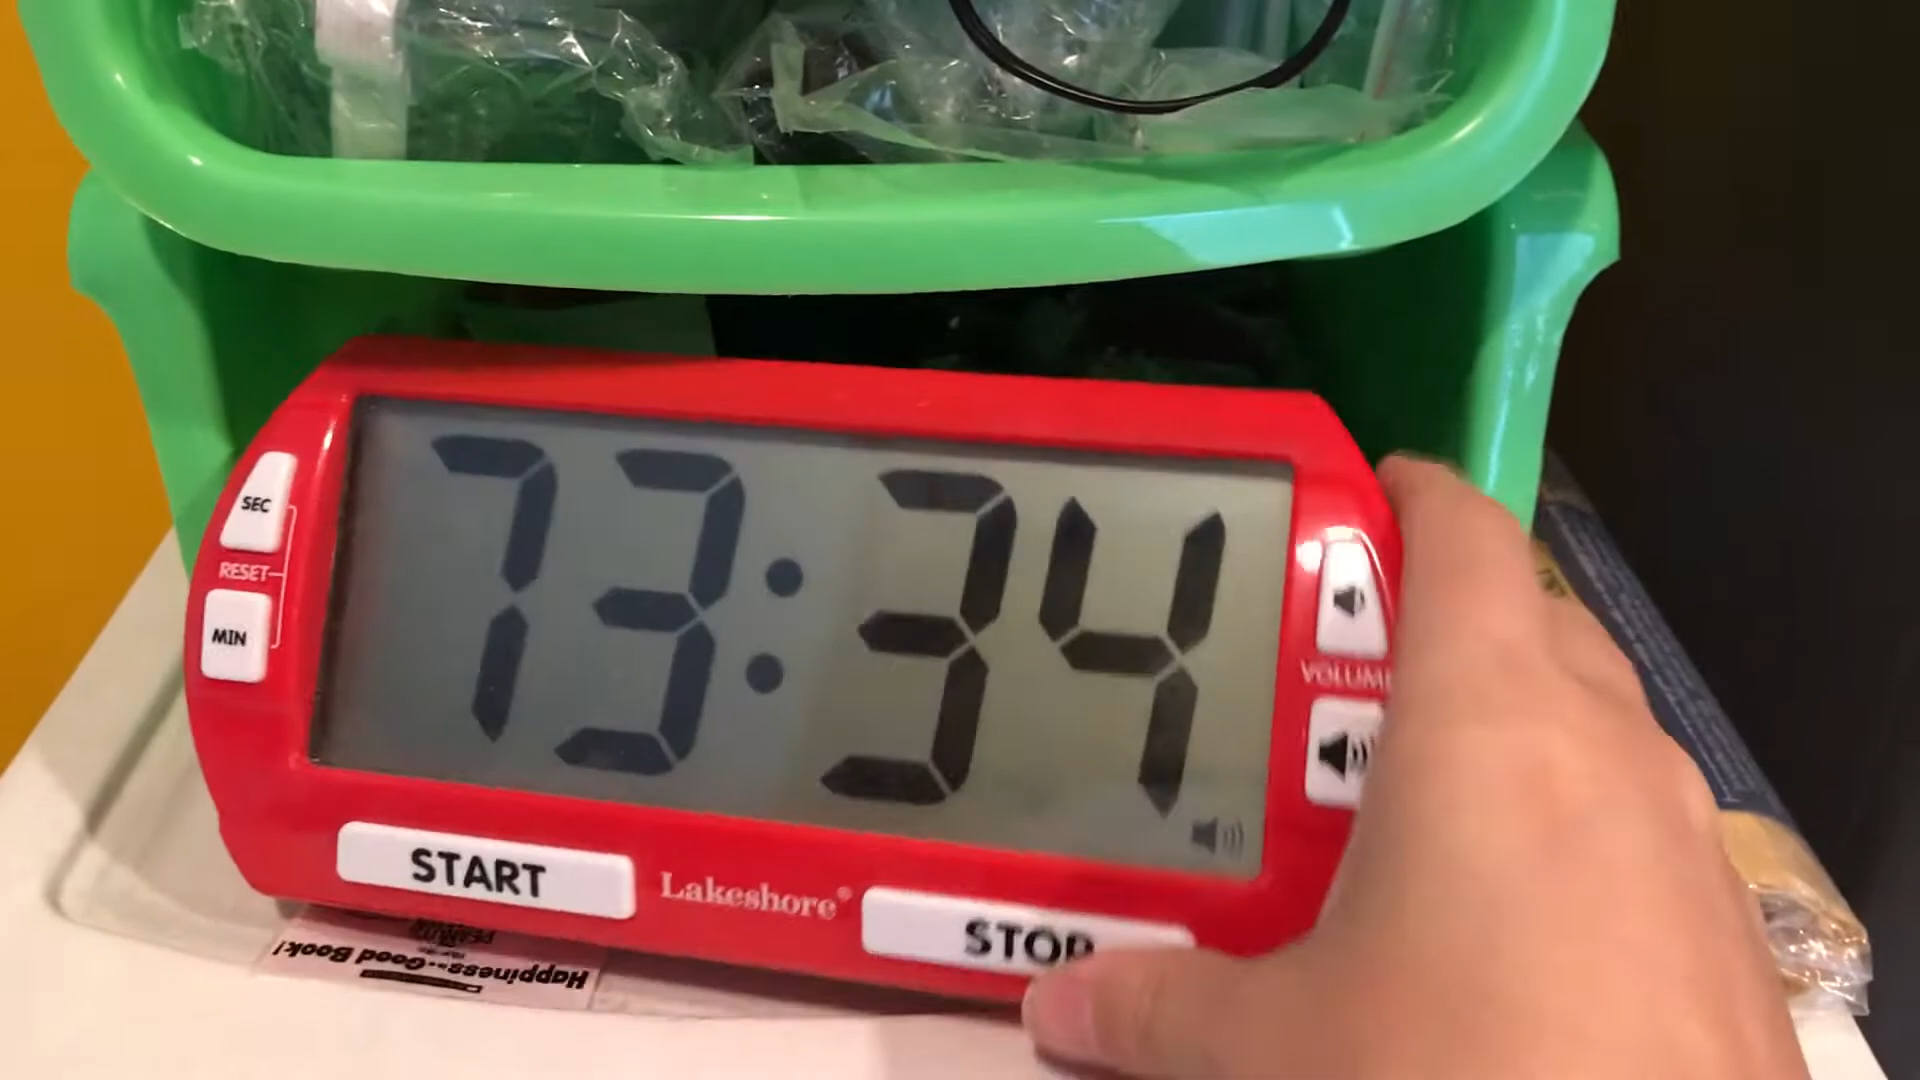 73:34
SEC
RESET
MIN
VOLUME
START
Lakeshore®
STOP
Happiness...Good Book!